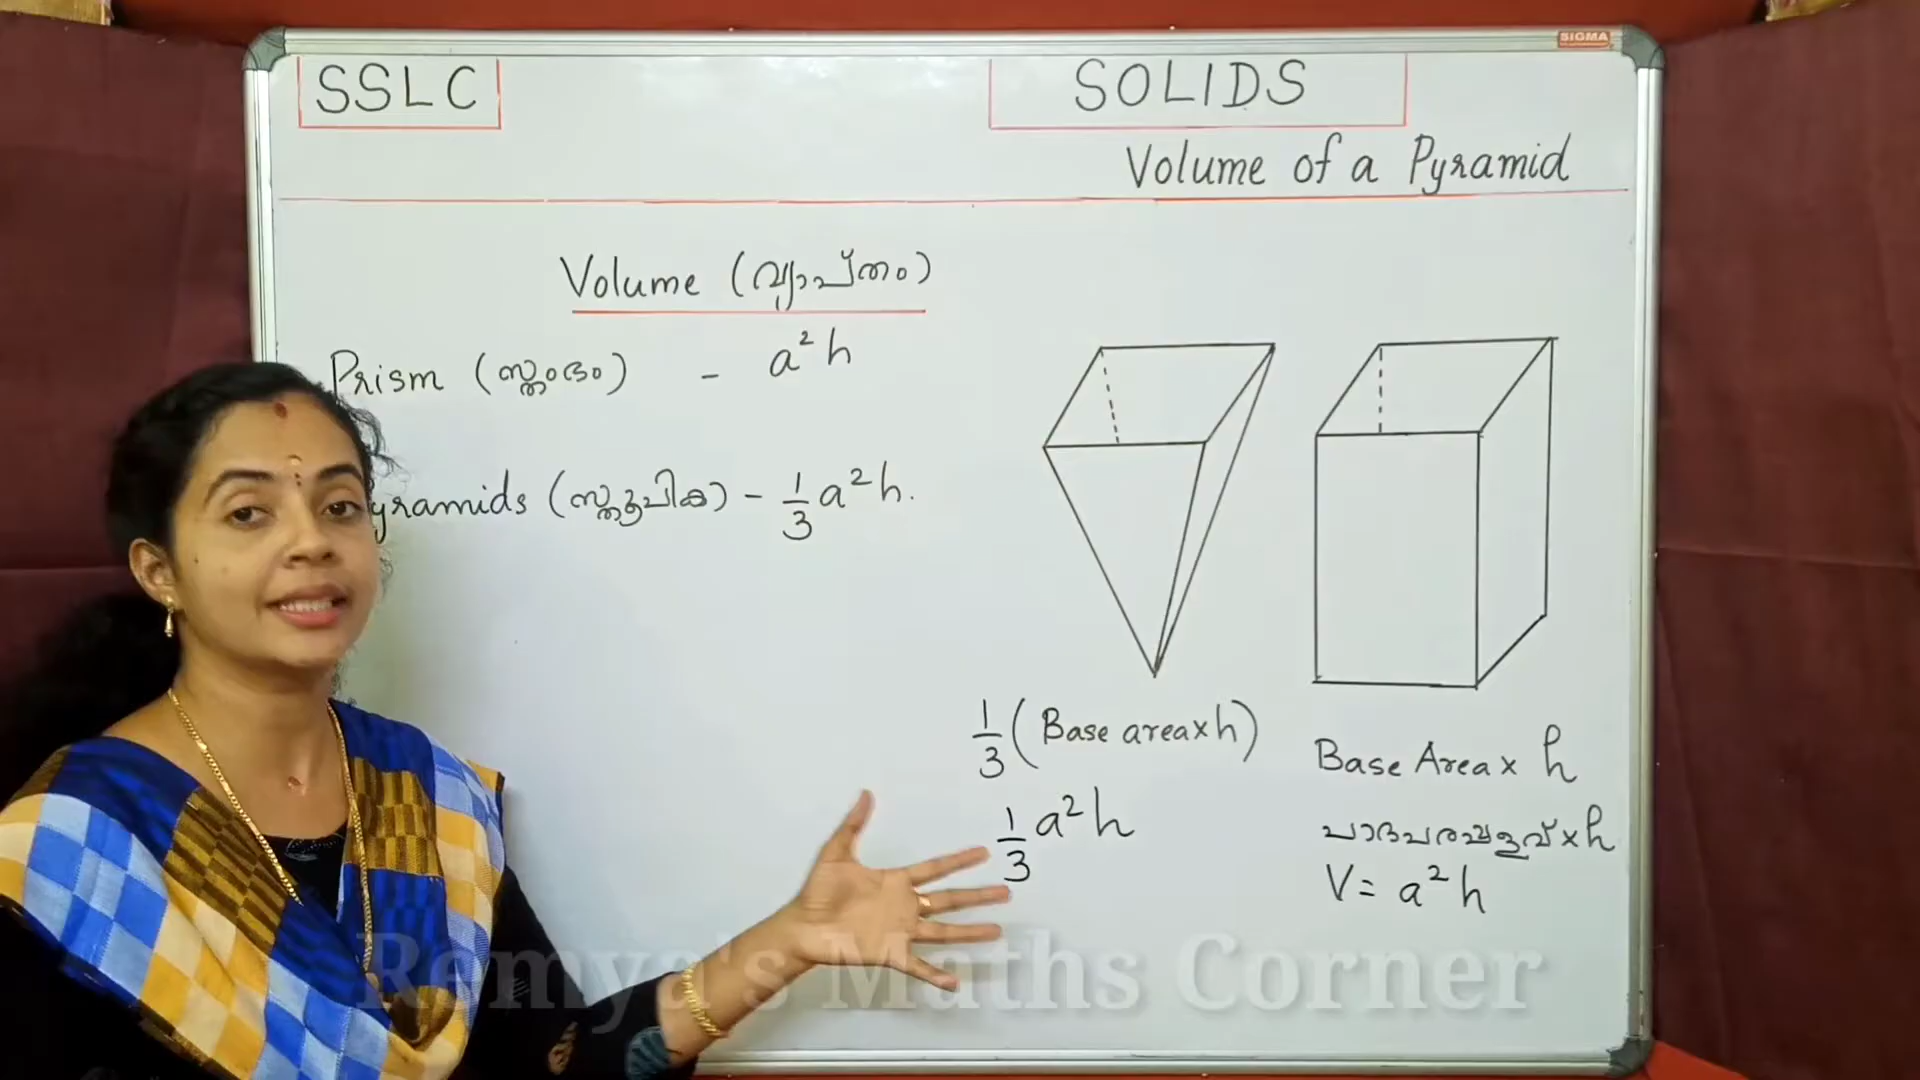 SIGMA
SSLC
SOLIDS
Volume of a Pyramid
Volume (വ്യാപ്തം)
Prism (സ്തംഭം) - a²h
yramids (സ്തൂപിക) - 1/3 a²h.
1/3 (Base area x h)
1/3 a²h
Base Area x h
പാദപരപ്പളവ് x h
V = a²h
Remya's Maths Corner